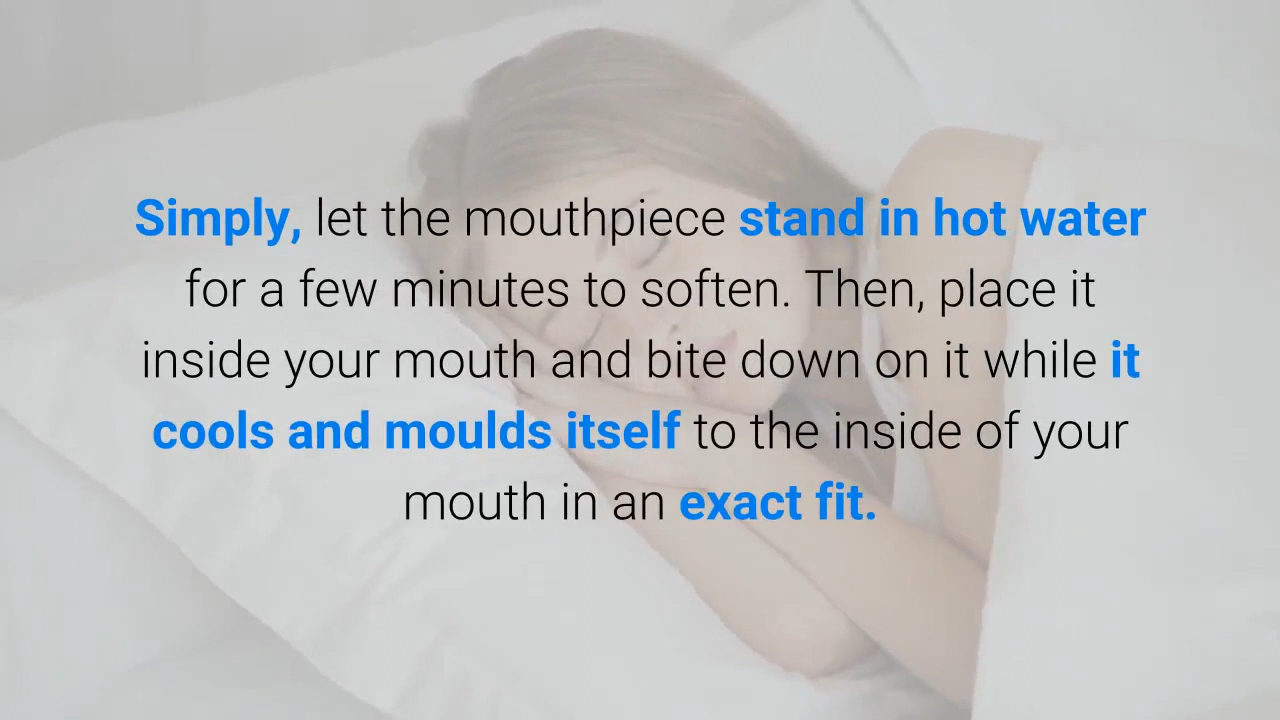 Simply, let the mouthpiece stand in hot water
for a few minutes to soften. Then, place it
inside your mouth and bite down on it while it
cools and moulds itself to the inside of your
mouth in an exact fit.